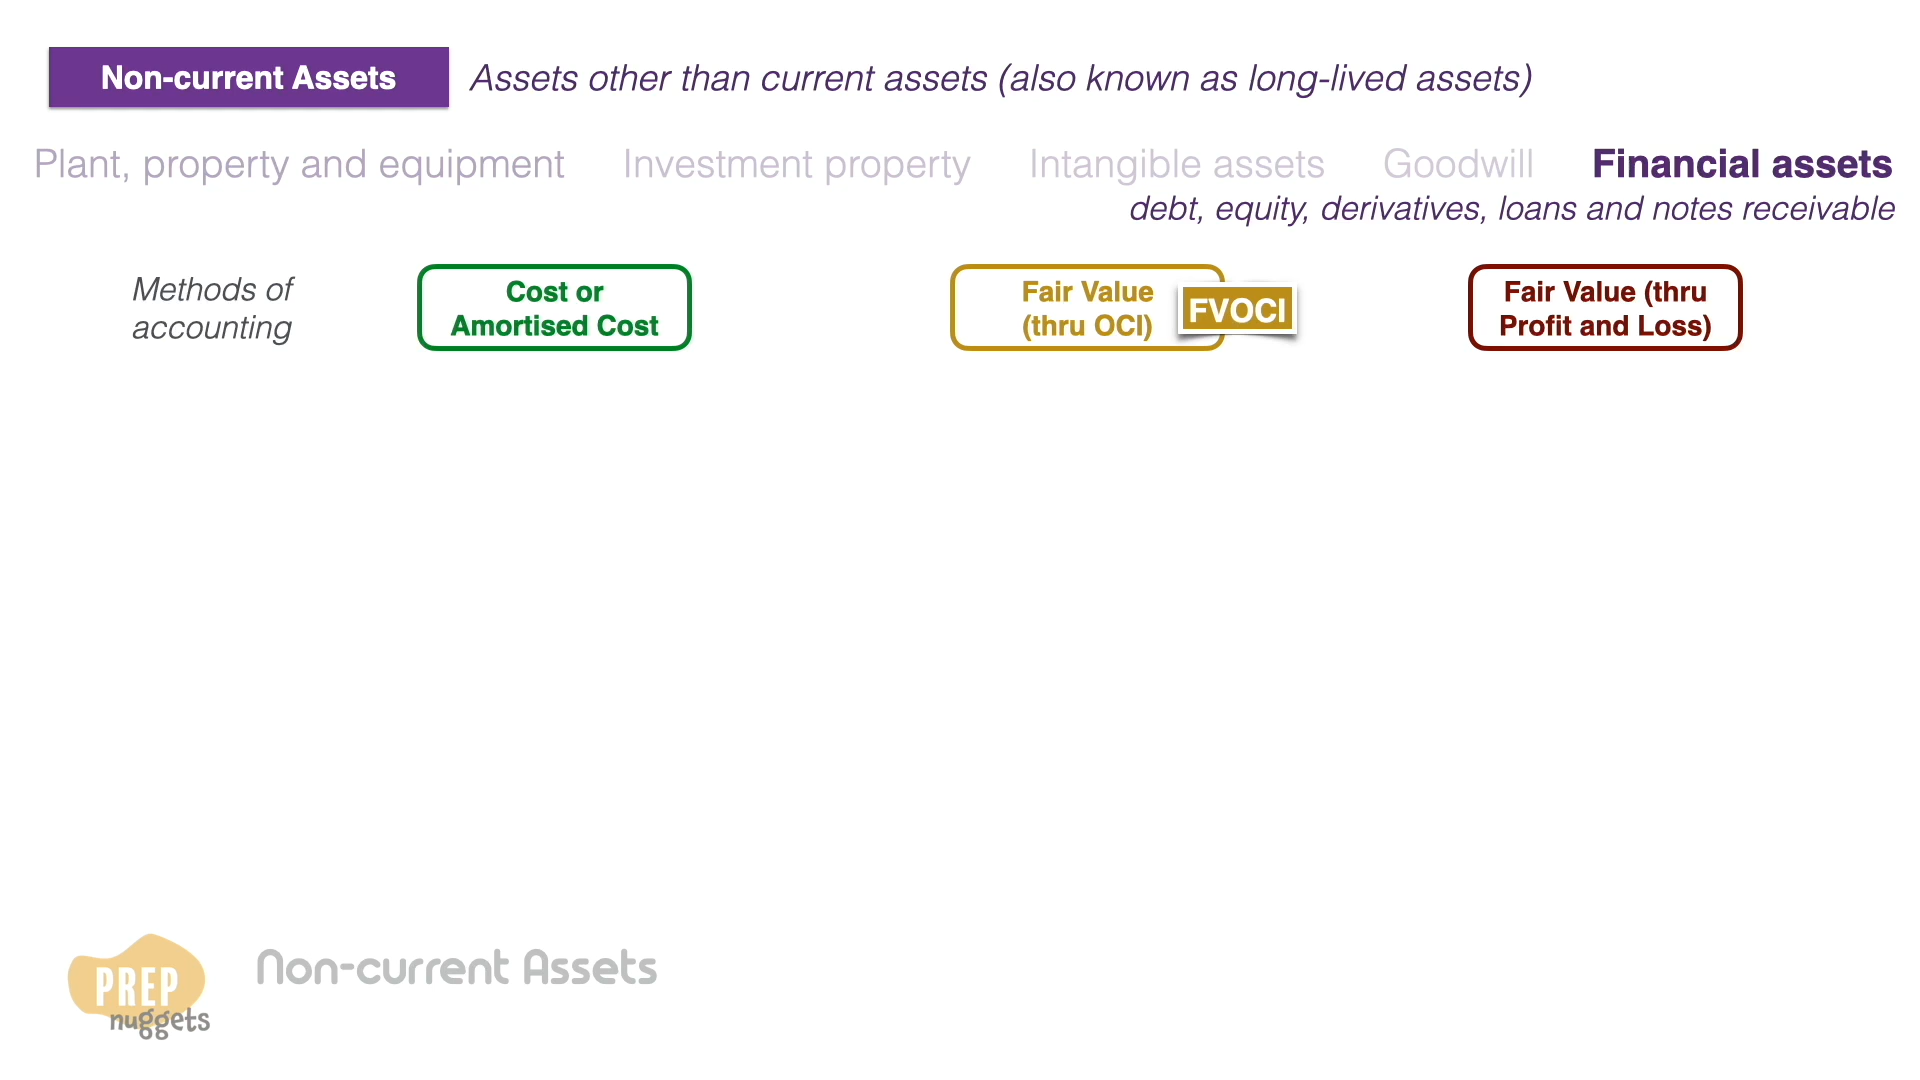 Non-current Assets
Assets other than current assets (also known as long-lived assets)
Plant, property and equipment Investment property Intangible assets Goodwill Financial assets
debt, equity, derivatives, loans and notes receivable
Methods of
accounting
Cost or
Amortised Cost
Fair Value
(thru OCI)
FVOCI
Fair Value (thru
Profit and Loss)
PREP
nuggets
Non-current Assets